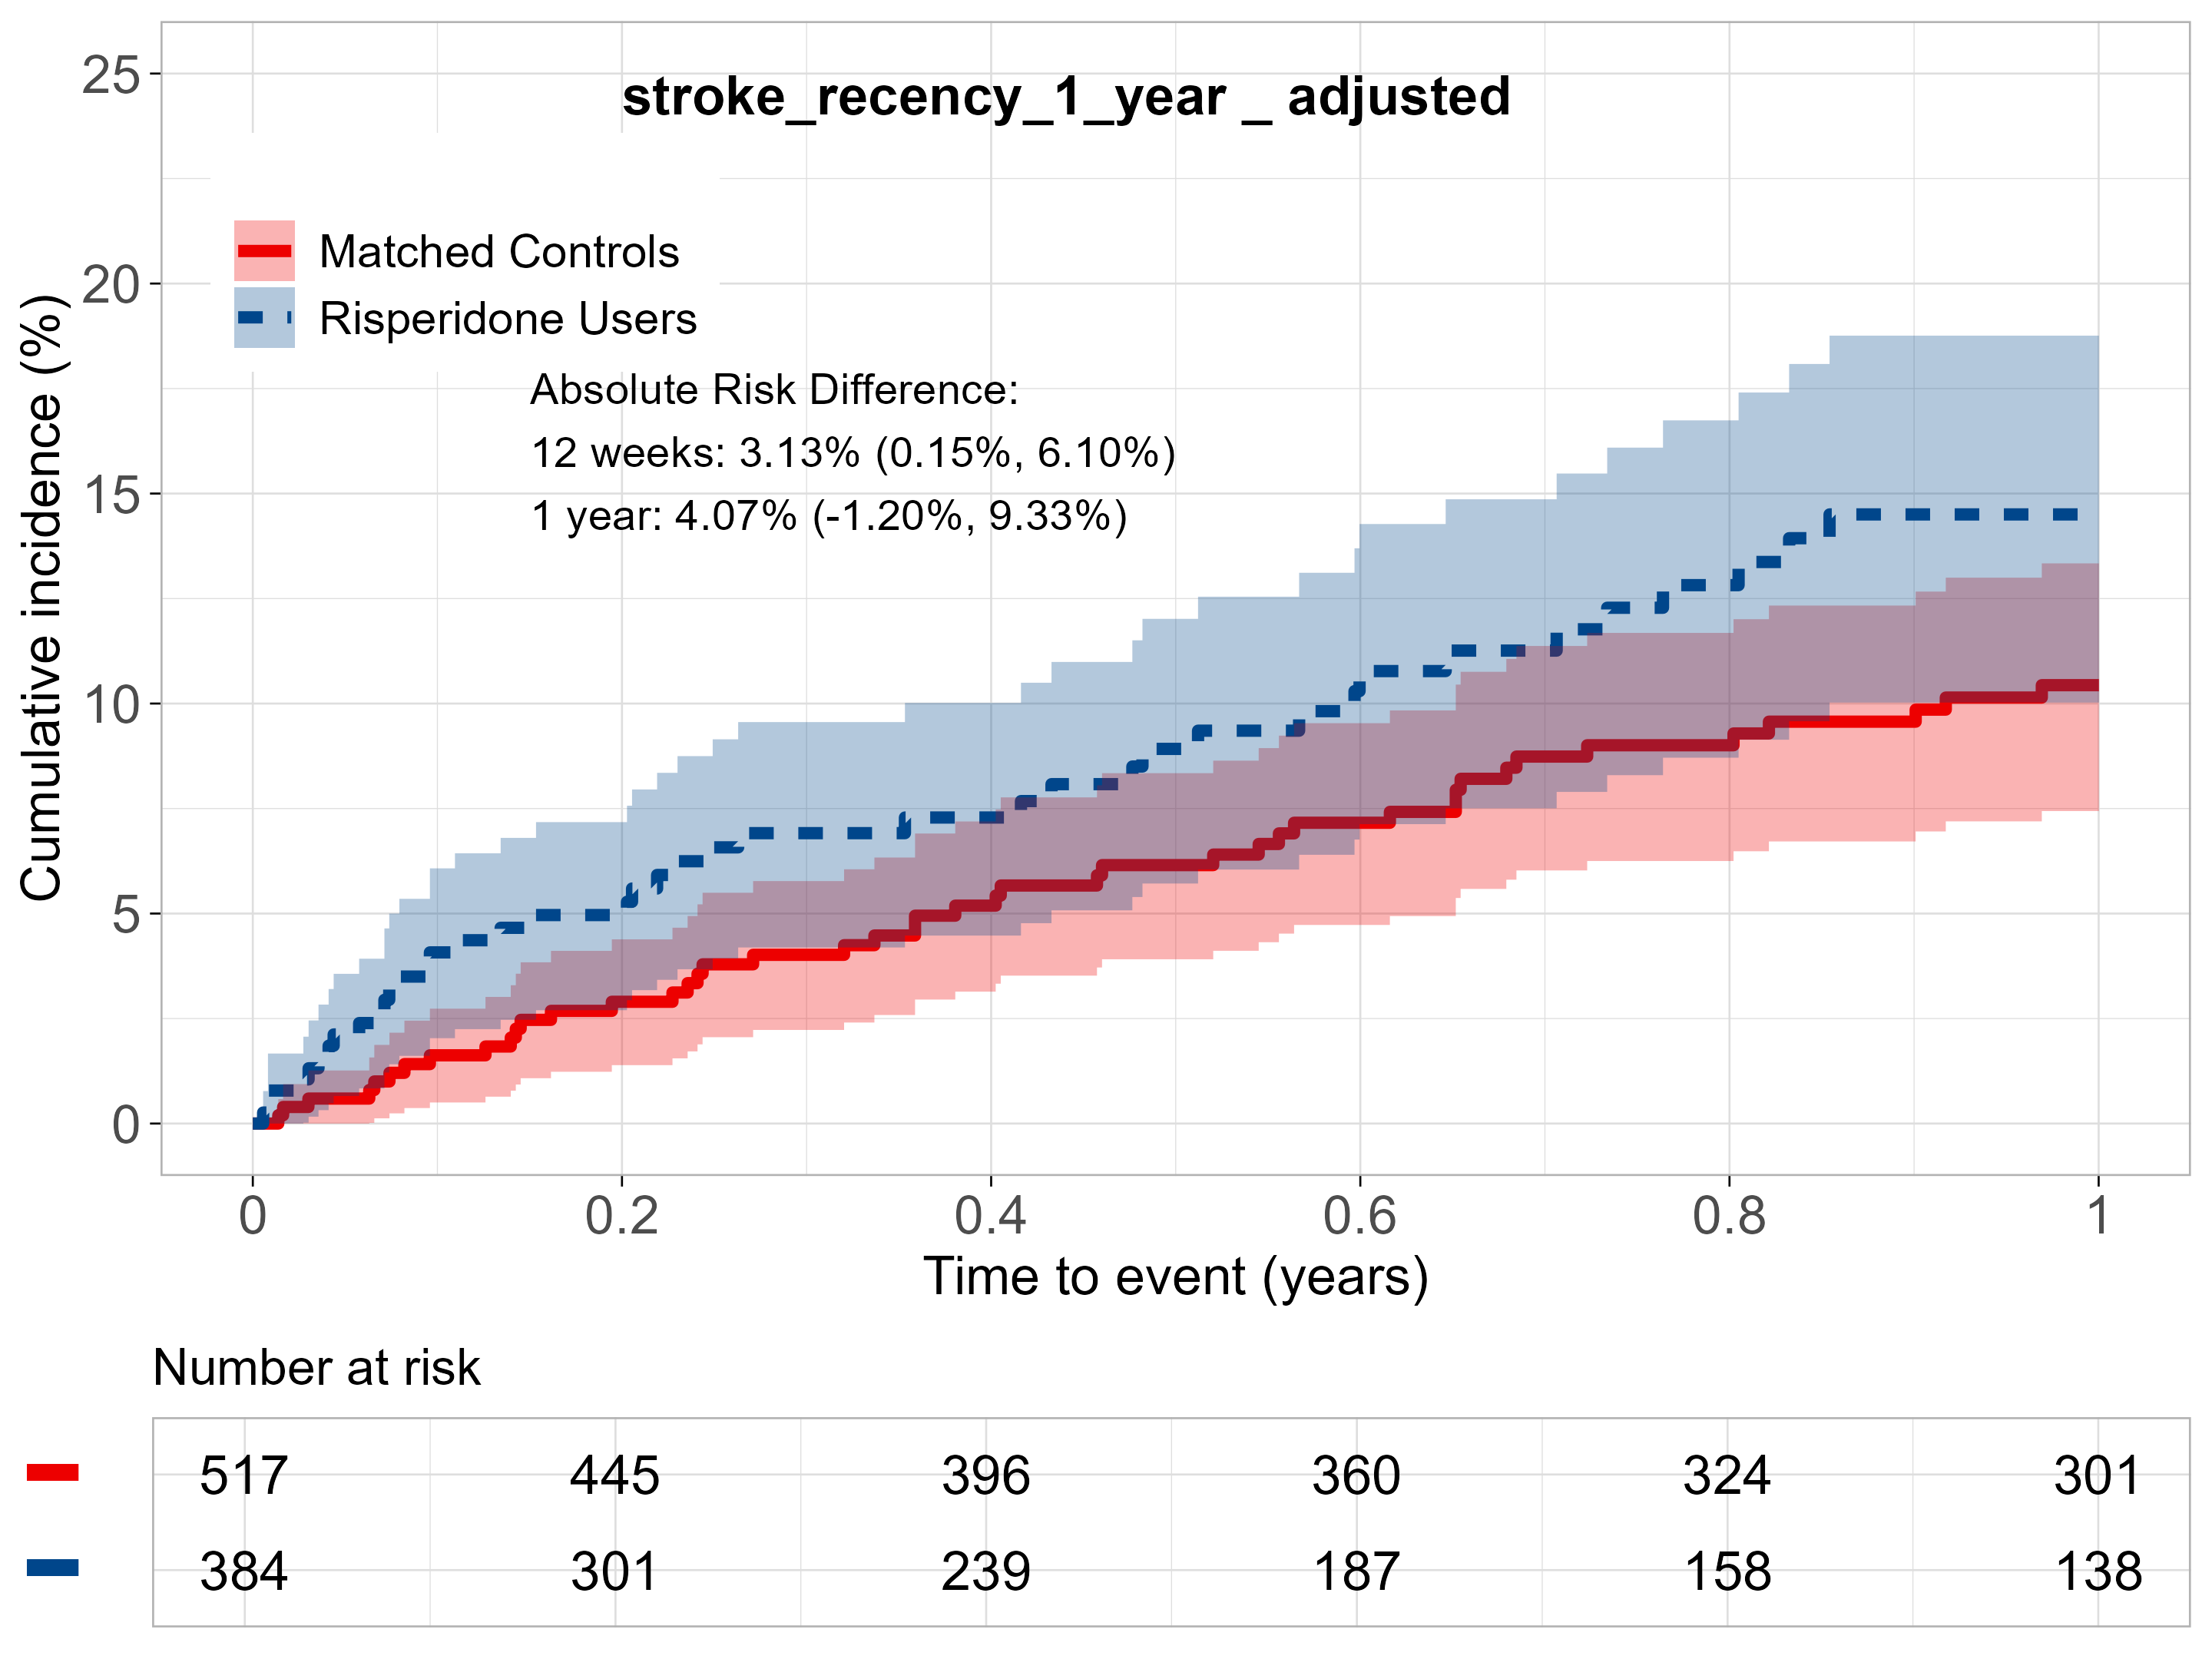 stroke_recency_1_year _ adjusted
25
20
15
10
5
0
Cumulative incidence (%)
Matched Controls
Risperidone Users
Absolute Risk Difference:
12 weeks: 3.13% (0.15%, 6.10%)
1 year: 4.07% (-1.20%, 9.33%)
0 0.2 0.4 0.6 0.8 1
Time to event (years)
Number at risk
517 445 396 360 324 301
384 301 239 187 158 138